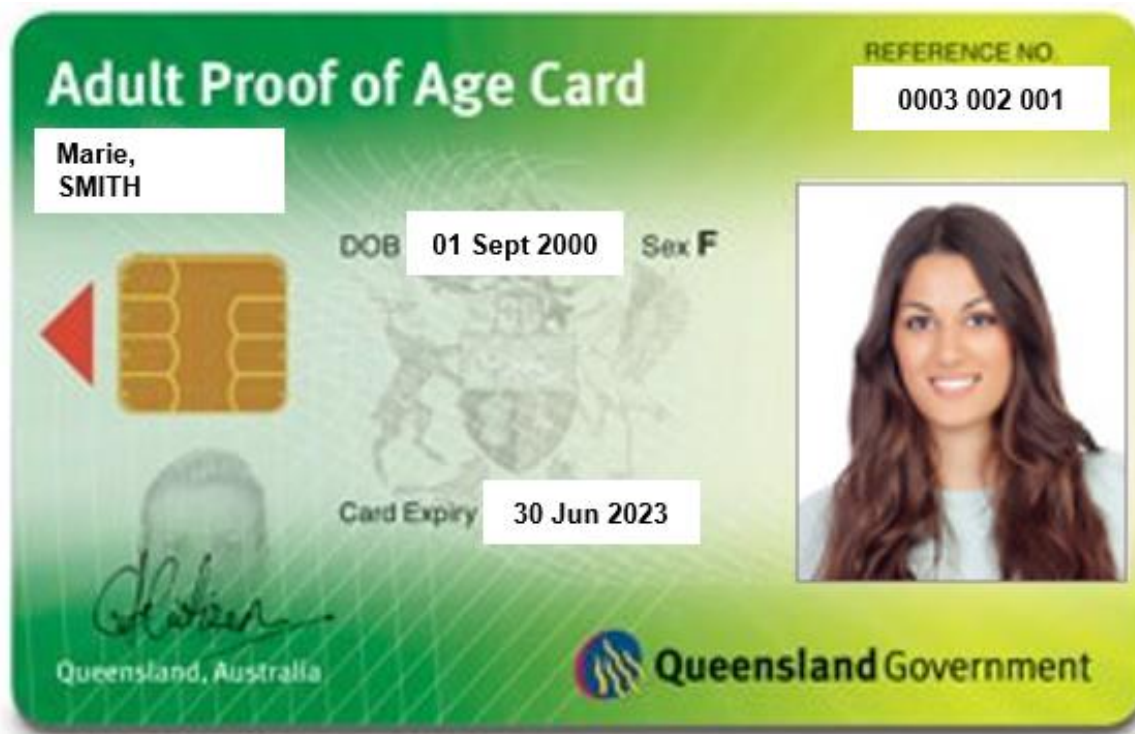 REFERENCE NO.
Adult Proof of Age Card
0003 002 001
Marie,
SMITH
DOB 01 Sept 2000 Sex F
Card Expiry 30 Jun 2023
Queensland, Australia
Queensland Government